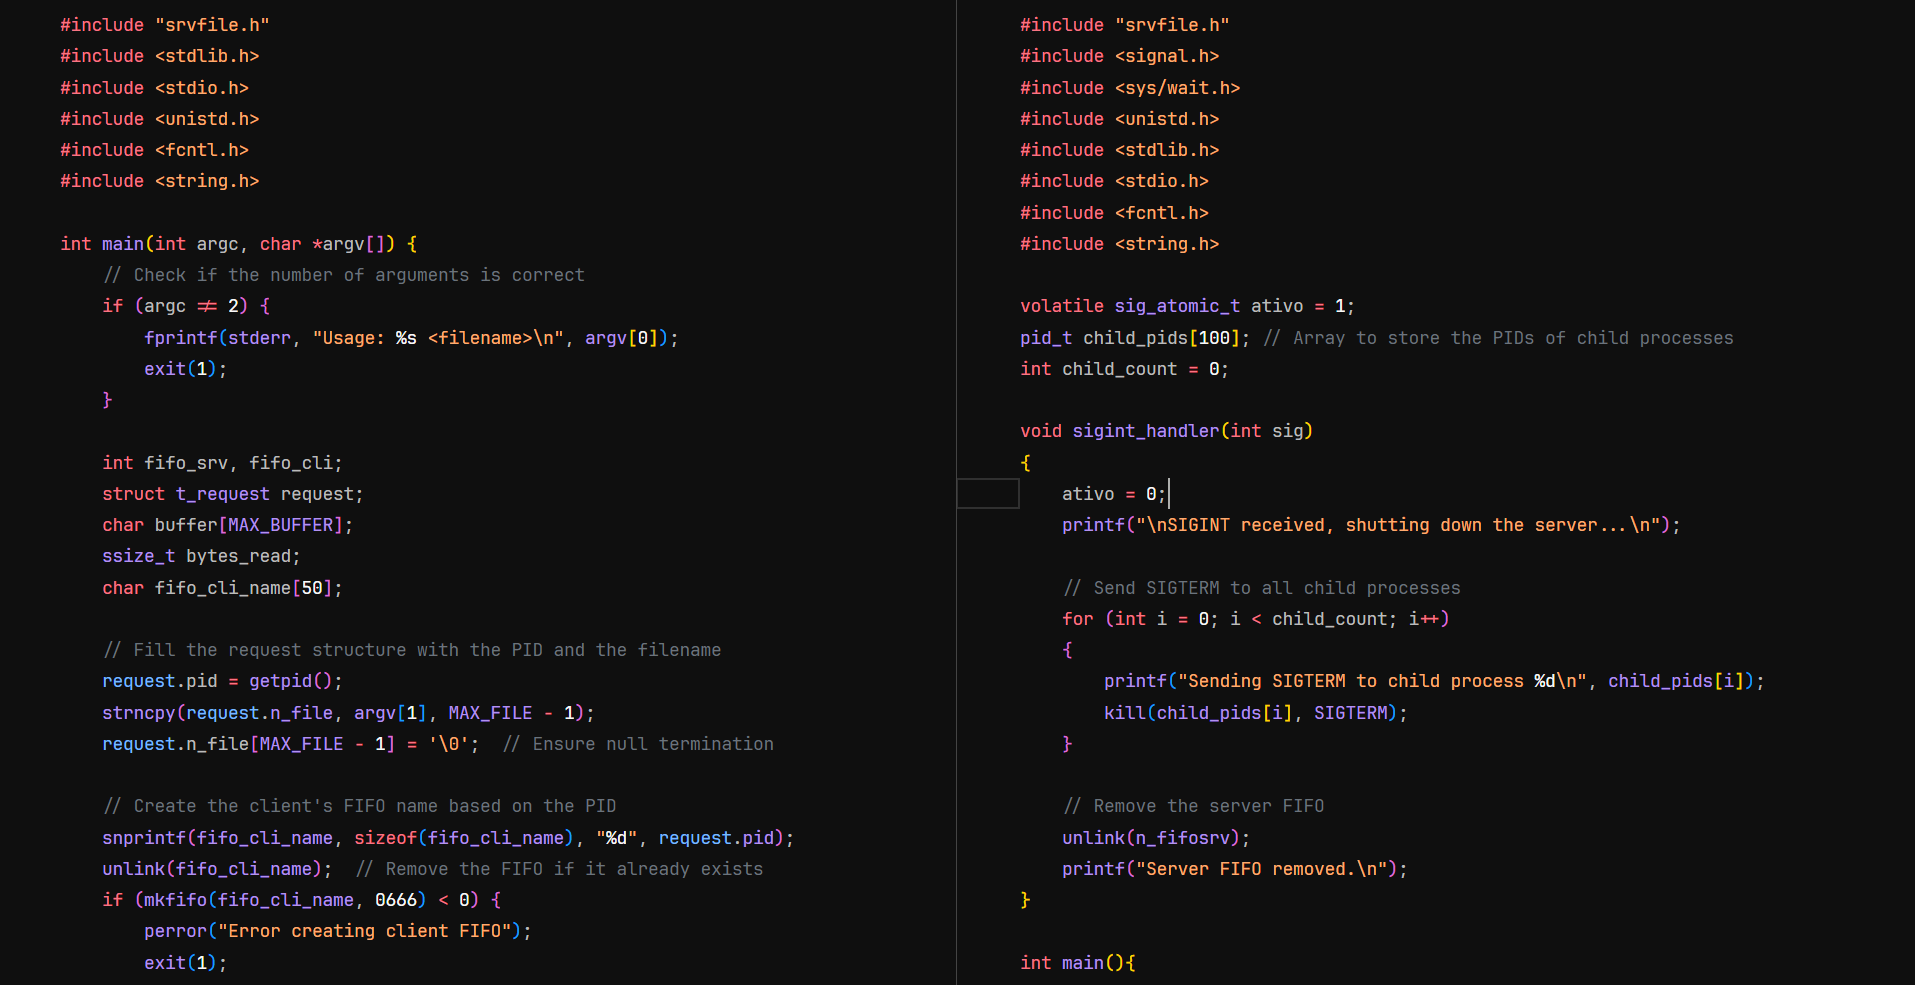 #include "srvfile.h"
#include <stdlib.h>
#include <stdio.h>
#include <unistd.h>
#include <fcntl.h>
#include <string.h>

int main(int argc, char *argv[]) {
    // Check if the number of arguments is correct
    if (argc != 2) {
        fprintf(stderr, "Usage: %s <filename>\n", argv[0]);
        exit(1);
    }

    int fifo_srv, fifo_cli;
    struct t_request request;
    char buffer[MAX_BUFFER];
    ssize_t bytes_read;
    char fifo_cli_name[50];

    // Fill the request structure with the PID and the filename
    request.pid = getpid();
    strncpy(request.n_file, argv[1], MAX_FILE - 1);
    request.n_file[MAX_FILE - 1] = '\0';  // Ensure null termination

    // Create the client's FIFO name based on the PID
    snprintf(fifo_cli_name, sizeof(fifo_cli_name), "%d", request.pid);
    unlink(fifo_cli_name);  // Remove the FIFO if it already exists
    if (mkfifo(fifo_cli_name, 0666) < 0) {
        perror("Error creating client FIFO");
        exit(1);

#include "srvfile.h"
#include <signal.h>
#include <sys/wait.h>
#include <unistd.h>
#include <stdlib.h>
#include <stdio.h>
#include <fcntl.h>
#include <string.h>

volatile sig_atomic_t ativo = 1;
pid_t child_pids[100]; // Array to store the PIDs of child processes
int child_count = 0;

void sigint_handler(int sig)
{
    ativo = 0;
    printf("\nSIGINT received, shutting down the server...\n");

    // Send SIGTERM to all child processes
    for (int i = 0; i < child_count; i++)
    {
        printf("Sending SIGTERM to child process %d\n", child_pids[i]);
        kill(child_pids[i], SIGTERM);
    }

    // Remove the server FIFO
    unlink(n_fifosrv);
    printf("Server FIFO removed.\n");
}

int main(){